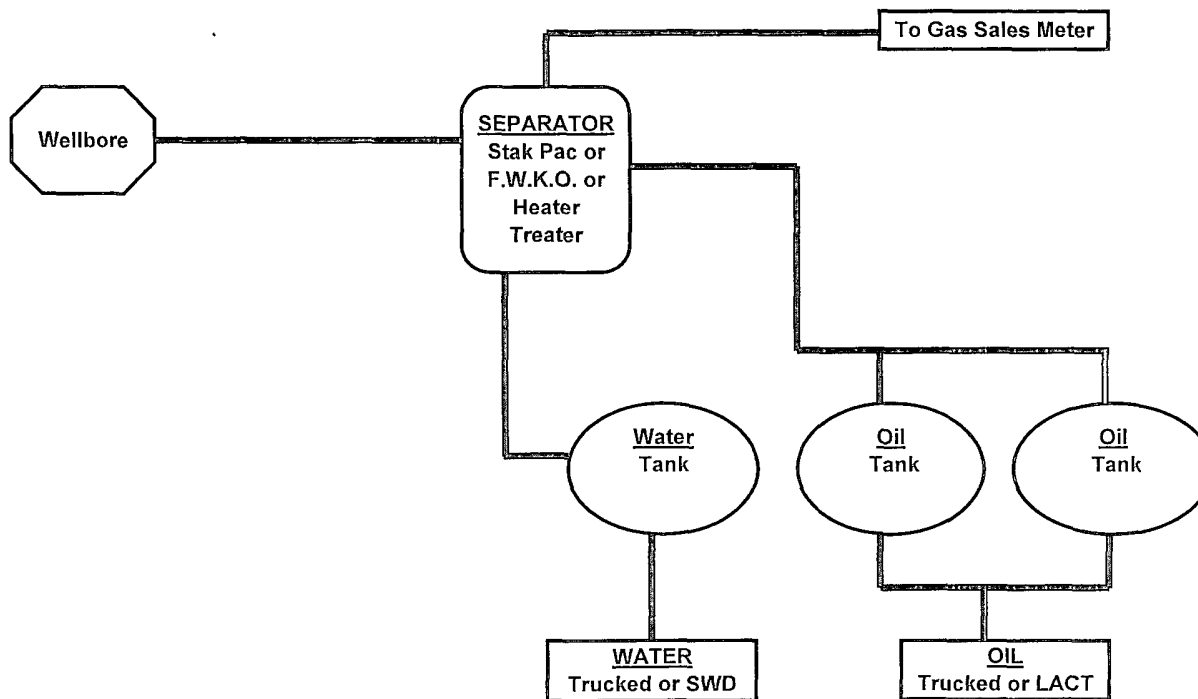 To Gas Sales Meter
Wellbore
SEPARATOR
Stak Pac or
F.W.K.O. or
Heater
Treater
Water
Tank
Oil
Tank
Oil
Tank
WATER
Trucked or SWD
OIL
Trucked or LACT